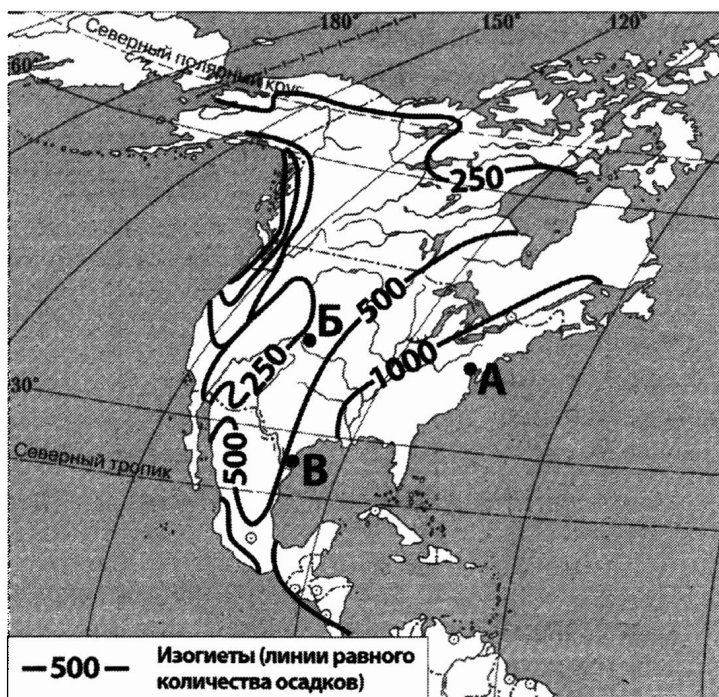 180°
150°
120°
Северный полярный круг
60°
250
500
Б
250
1000
А
30°
500
В
Северный тропик
—500—
Изогиеты (линии равного
количества осадков)